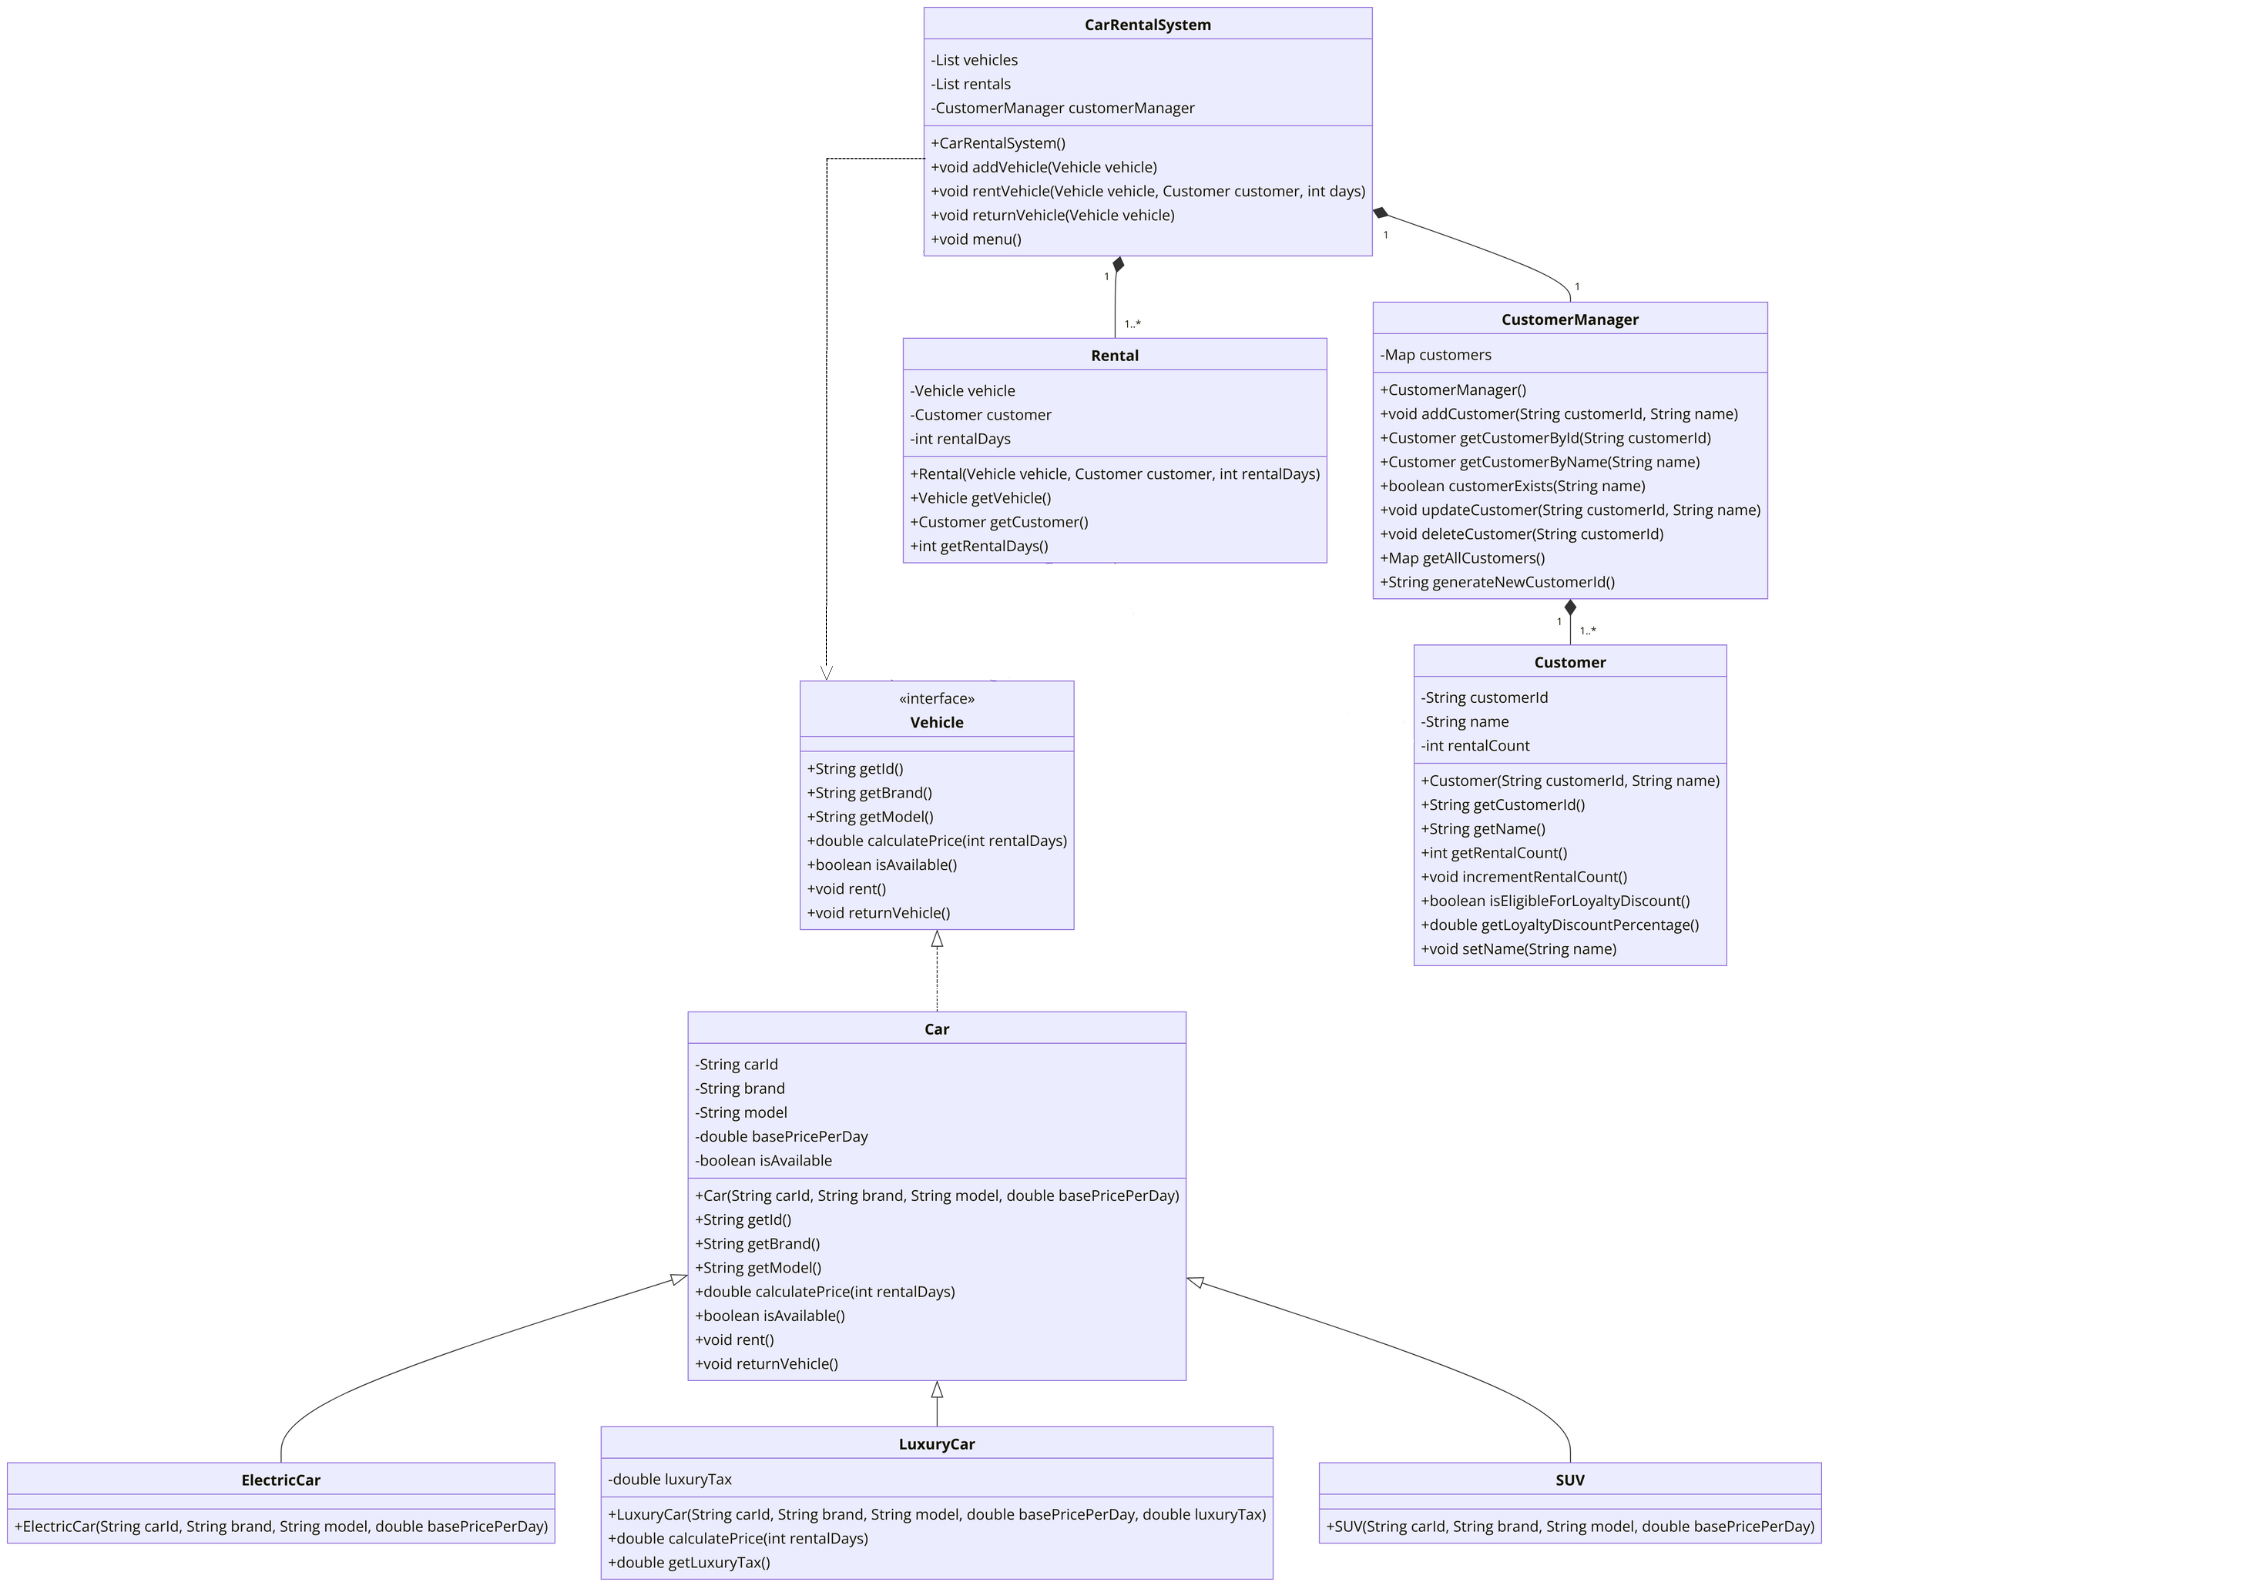 CarRentalSystem
-List vehicles
-List rentals
-CustomerManager customerManager
+CarRentalSystem()
+void addVehicle(Vehicle vehicle)
+void rentVehicle(Vehicle vehicle, Customer customer, int days)
+void returnVehicle(Vehicle vehicle)
+void menu()
1
1
1
1..*
Rental
-Vehicle vehicle
-Customer customer
-int rentalDays
+Rental(Vehicle vehicle, Customer customer, int rentalDays)
+Vehicle getVehicle()
+Customer getCustomer()
+int getRentalDays()
CustomerManager
-Map customers
+CustomerManager()
+void addCustomer(String customerId, String name)
+Customer getCustomerById(String customerId)
+Customer getCustomerByName(String name)
+boolean customerExists(String name)
+void updateCustomer(String customerId, String name)
+void deleteCustomer(String customerId)
+Map getAllCustomers()
+String generateNewCustomerId()
1
1..*
«interface»
Vehicle
+String getId()
+String getBrand()
+String getModel()
+double calculatePrice(int rentalDays)
+boolean isAvailable()
+void rent()
+void returnVehicle()
Customer
-String customerId
-String name
-int rentalCount
+Customer(String customerId, String name)
+String getCustomerId()
+String getName()
+int getRentalCount()
+void incrementRentalCount()
+boolean isEligibleForLoyaltyDiscount()
+double getLoyaltyDiscountPercentage()
+void setName(String name)
Car
-String carId
-String brand
-String model
-double basePricePerDay
-boolean isAvailable
+Car(String carId, String brand, String model, double basePricePerDay)
+String getId()
+String getBrand()
+String getModel()
+double calculatePrice(int rentalDays)
+boolean isAvailable()
+void rent()
+void returnVehicle()
ElectricCar
+ElectricCar(String carId, String brand, String model, double basePricePerDay)
LuxuryCar
-double luxuryTax
+LuxuryCar(String carId, String brand, String model, double basePricePerDay, double luxuryTax)
+double calculatePrice(int rentalDays)
+double getLuxuryTax()
SUV
+SUV(String carId, String brand, String model, double basePricePerDay)